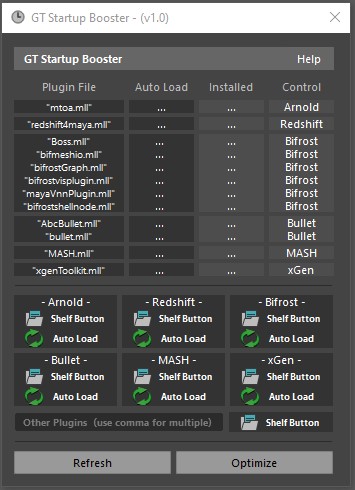 GT Startup Booster - (v1.0)
GT Startup Booster Help
Plugin File Auto Load Installed Control
"mtoa.mll" ... ... Arnold
"redshift4maya.mll" ... ... Redshift
"Boss.mll" ... ... Bifrost
"bifmeshio.mll" ... ... Bifrost
"bifrostGraph.mll" ... ... Bifrost
"bifrostvisplugin.mll" ... ... Bifrost
"mayaVnnPlugin.mll" ... ... Bifrost
"bifrostshellnode.mll" ... ... Bifrost
"AbcBullet.mll" ... ... Bullet
"bullet.mll" ... ... Bullet
"MASH.mll" ... ... MASH
"xgenToolkit.mll" ... ... xGen
- Arnold - - Redshift - - Bifrost -
Shelf Button Shelf Button Shelf Button
Auto Load Auto Load Auto Load
- Bullet - - MASH - - xGen -
Shelf Button Shelf Button Shelf Button
Auto Load Auto Load Auto Load
Other Plugins (use comma for multiple) Shelf Button
Refresh Optimize